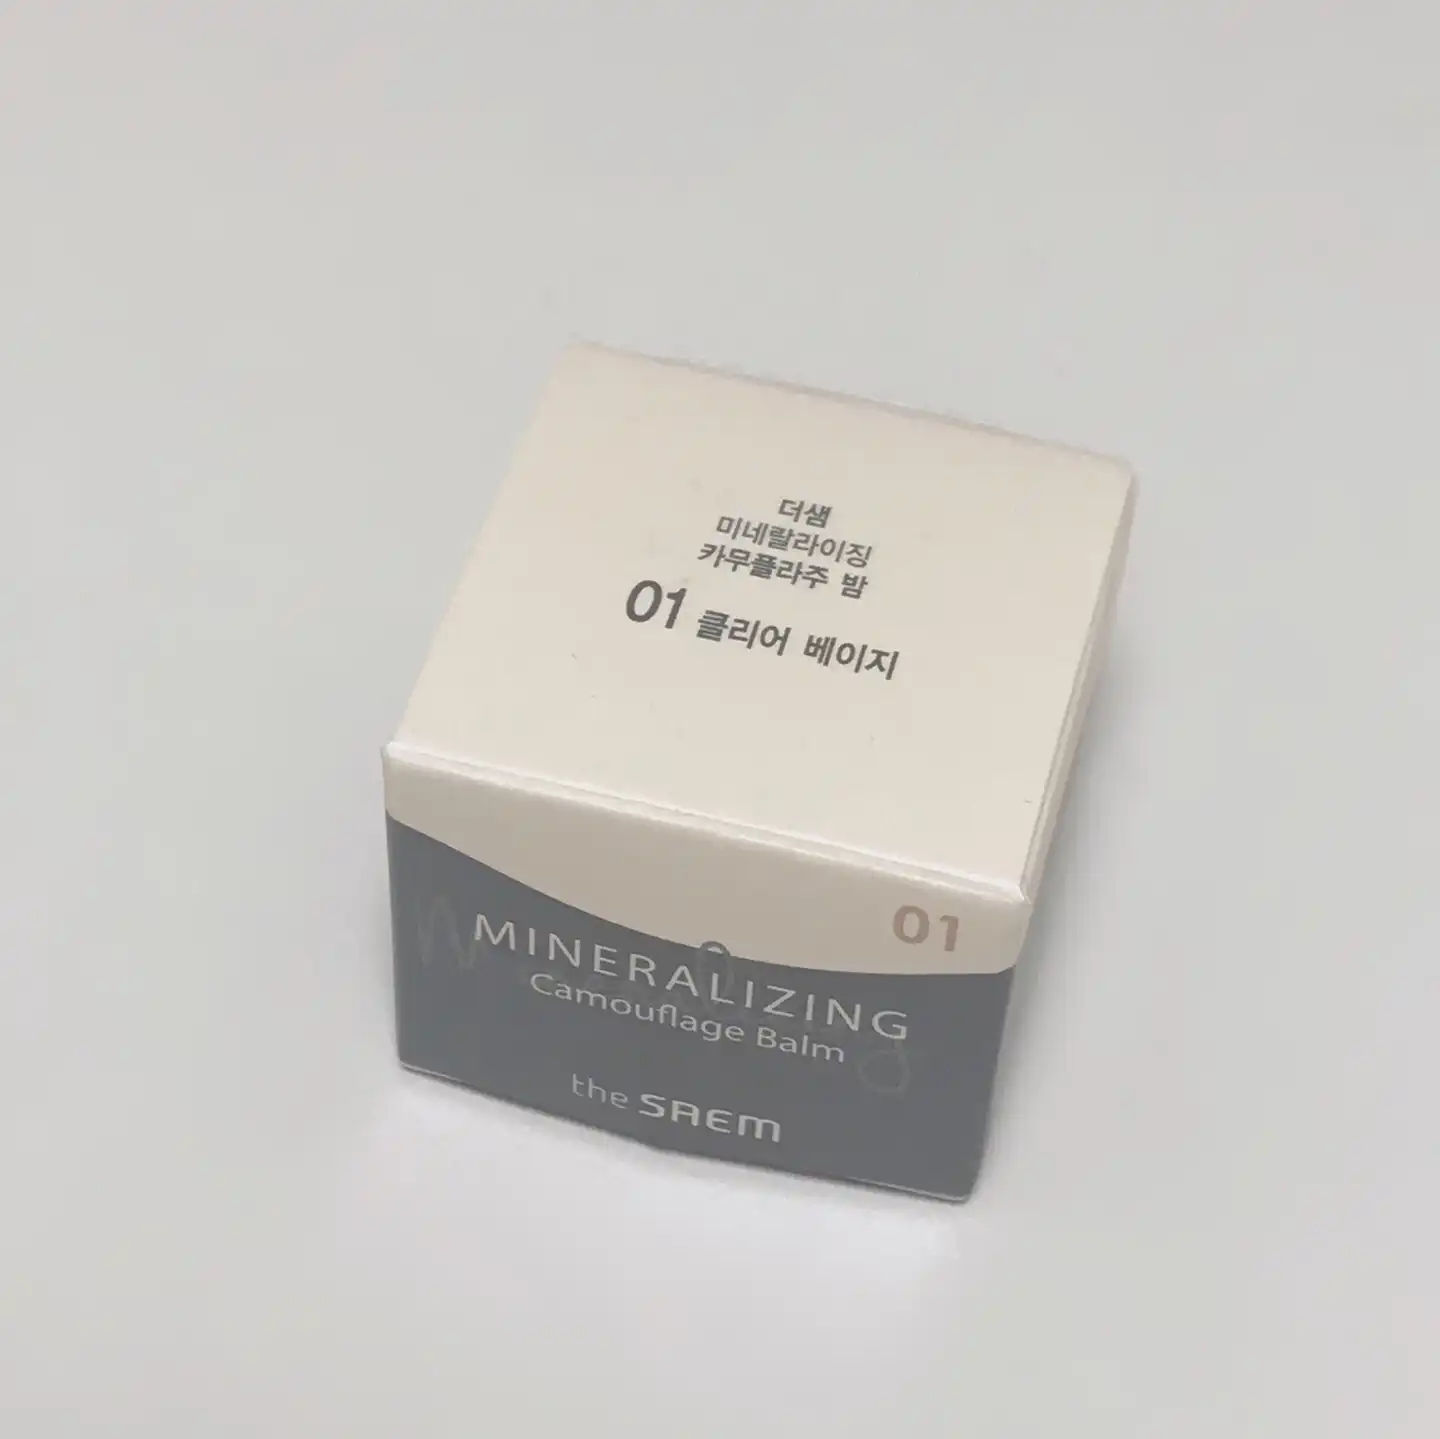 더샘
미네랄라이징
카무플라주 밤
01 클리어 베이지
01
MINERALIZING
Camouflage Balm
the SAEM